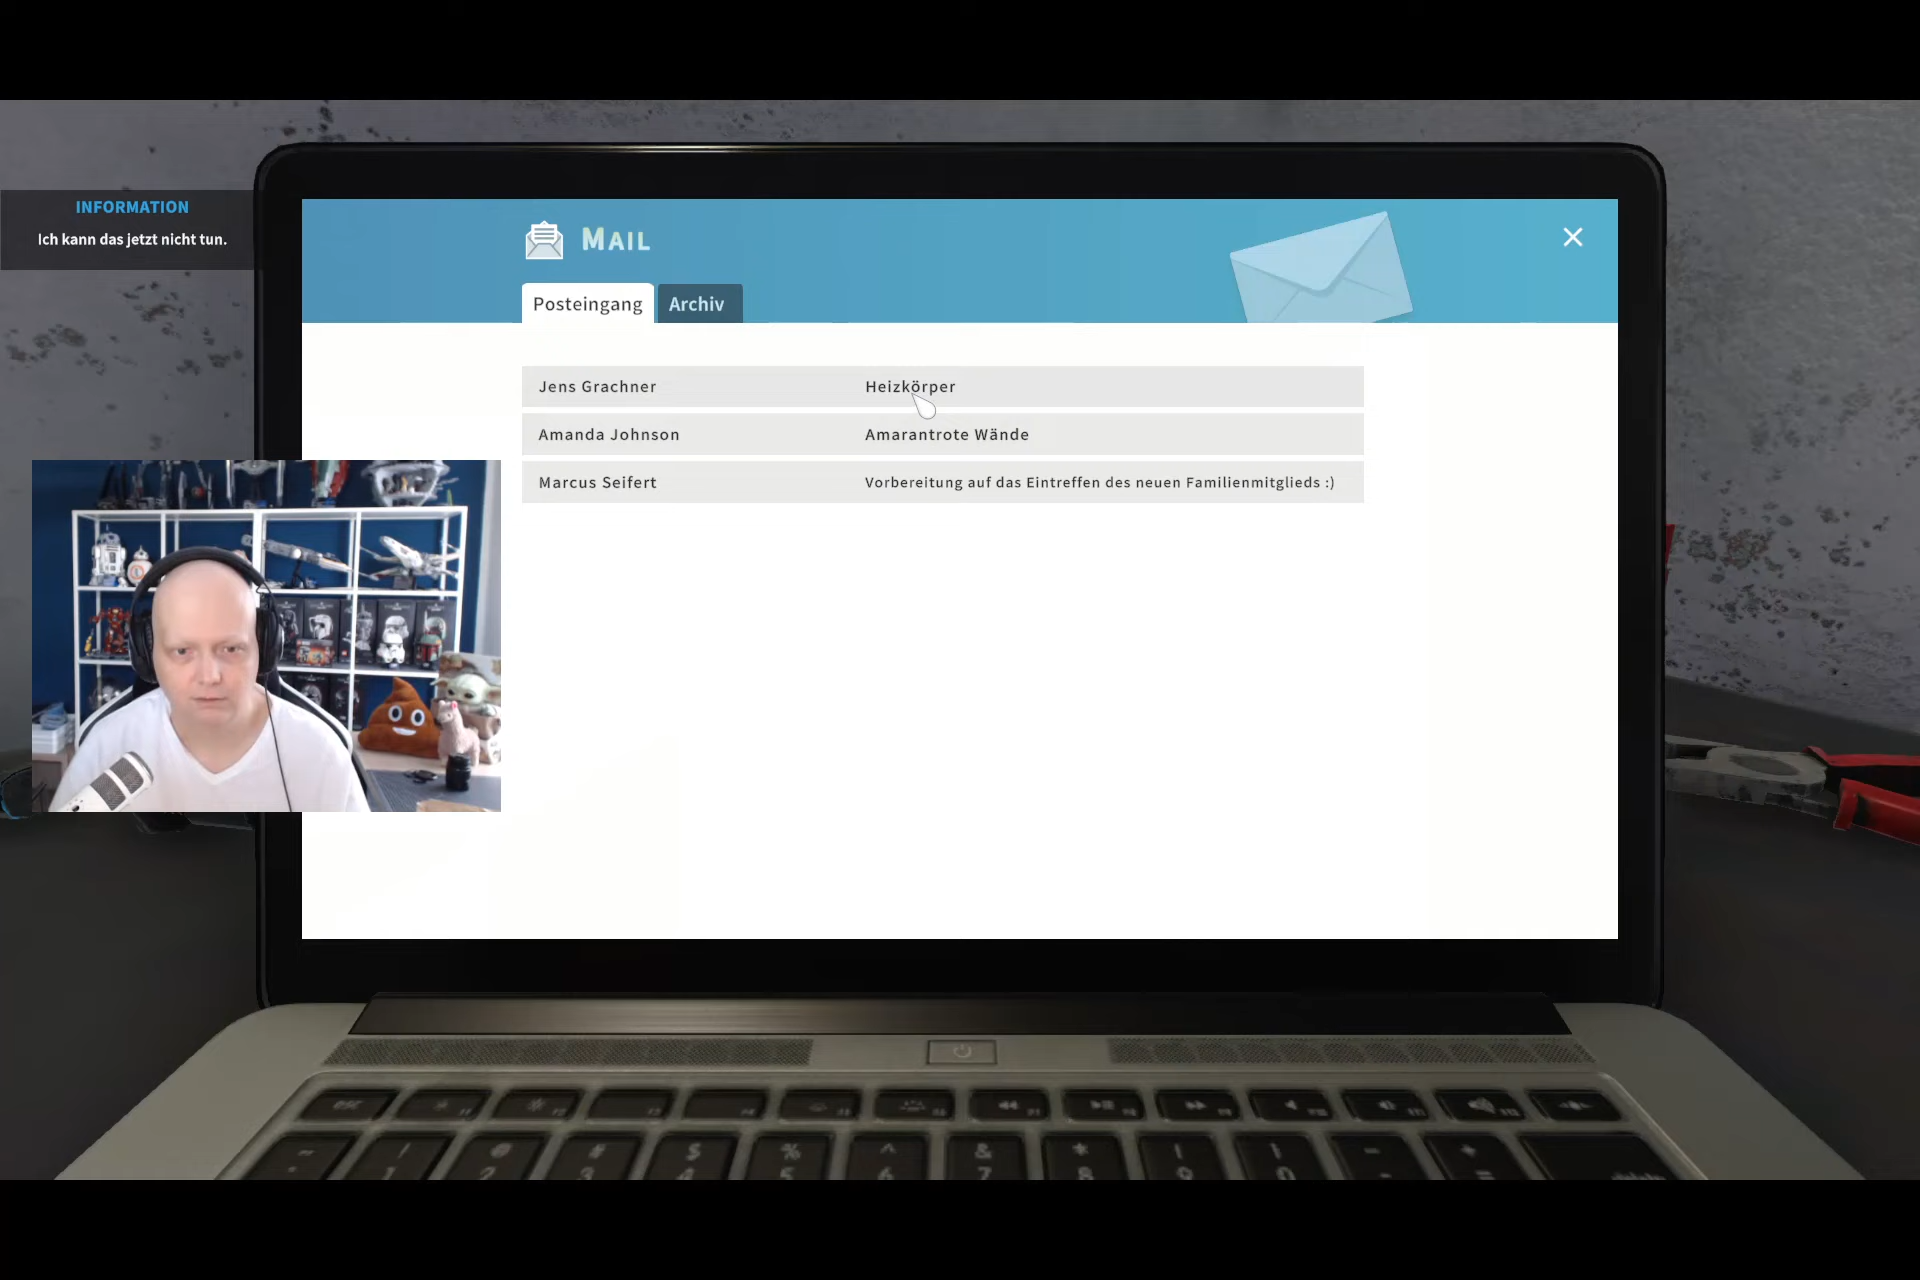 INFORMATION
Ich kann das jetzt nicht tun.
MAIL
Posteingang
Archiv
Jens Grachner Heizkörper
Amanda Johnson Amarantrote Wände
Marcus Seifert Vorbereitung auf das Eintreffen des neuen Familienmitglieds :)
esc